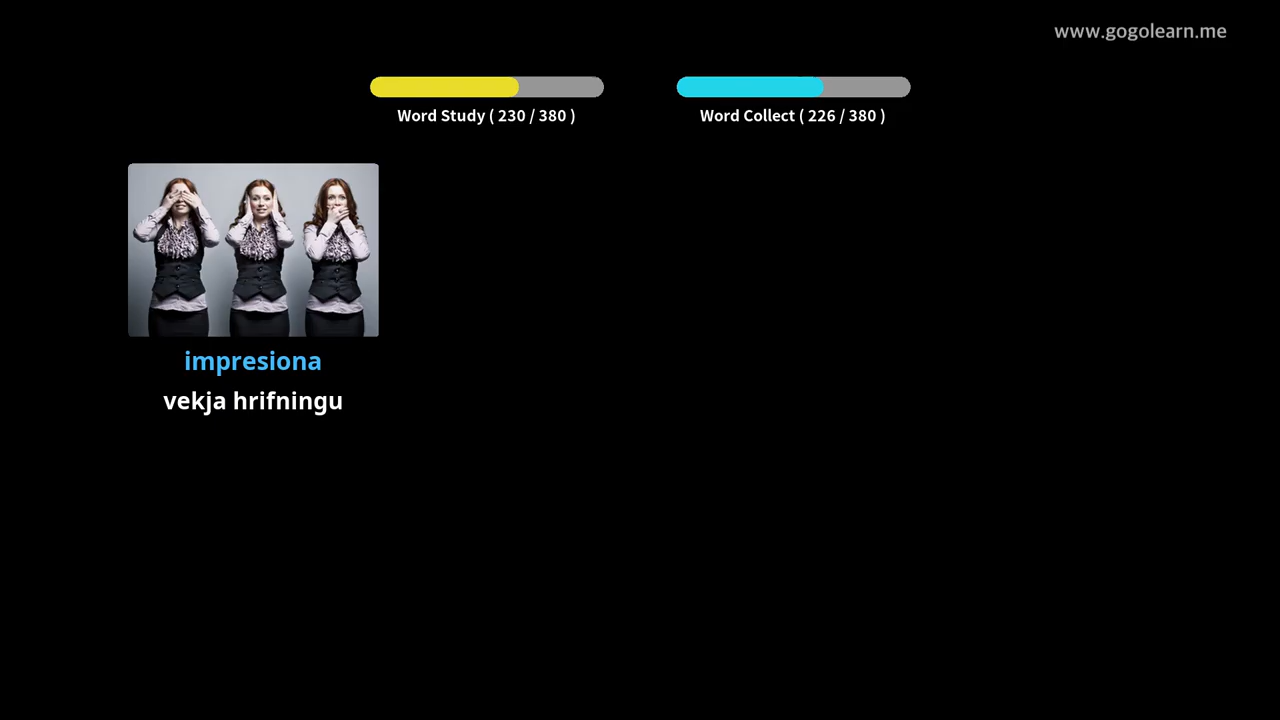 www.gogolearn.me
Word Study ( 230 / 380 )
Word Collect ( 226 / 380 )
impresiona
vekja hrifningu